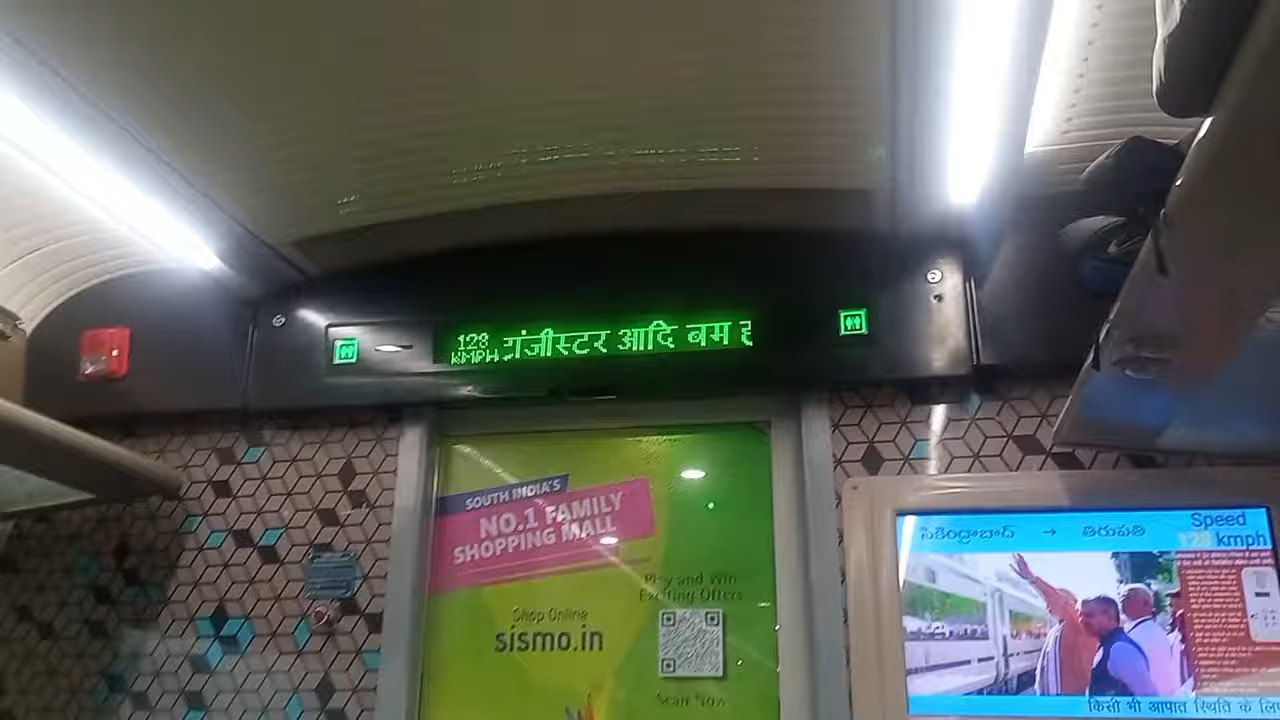 128
KMPH
ट्रांजीस्टर आदि बम ह
SOUTH INDIA'S
NO.1 FAMILY
SHOPPING MALL
Play and Win
Exciting Offers
Shop Online
sismo.in
Scan Now
సికింద్రాబాద్ → తిరుపతి
Speed
128 kmph
किसी भी आपात स्थिति के लिए